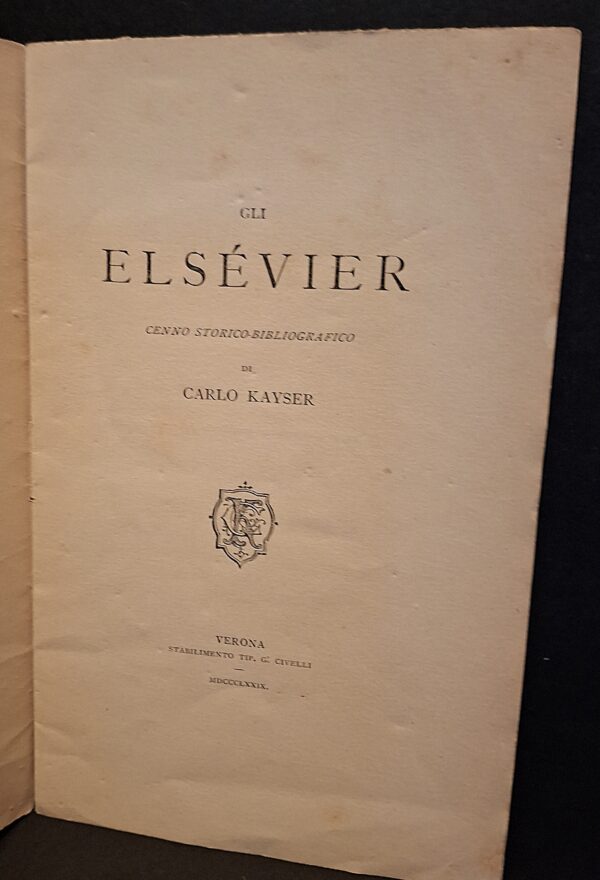 GLI
ELSÉVIER
CENNO STORICO-BIBLIOGRAFICO
DI
CARLO KAYSER
VERONA
STABILIMENTO TIP. G. CIVELLI
MDCCCLXXIX.